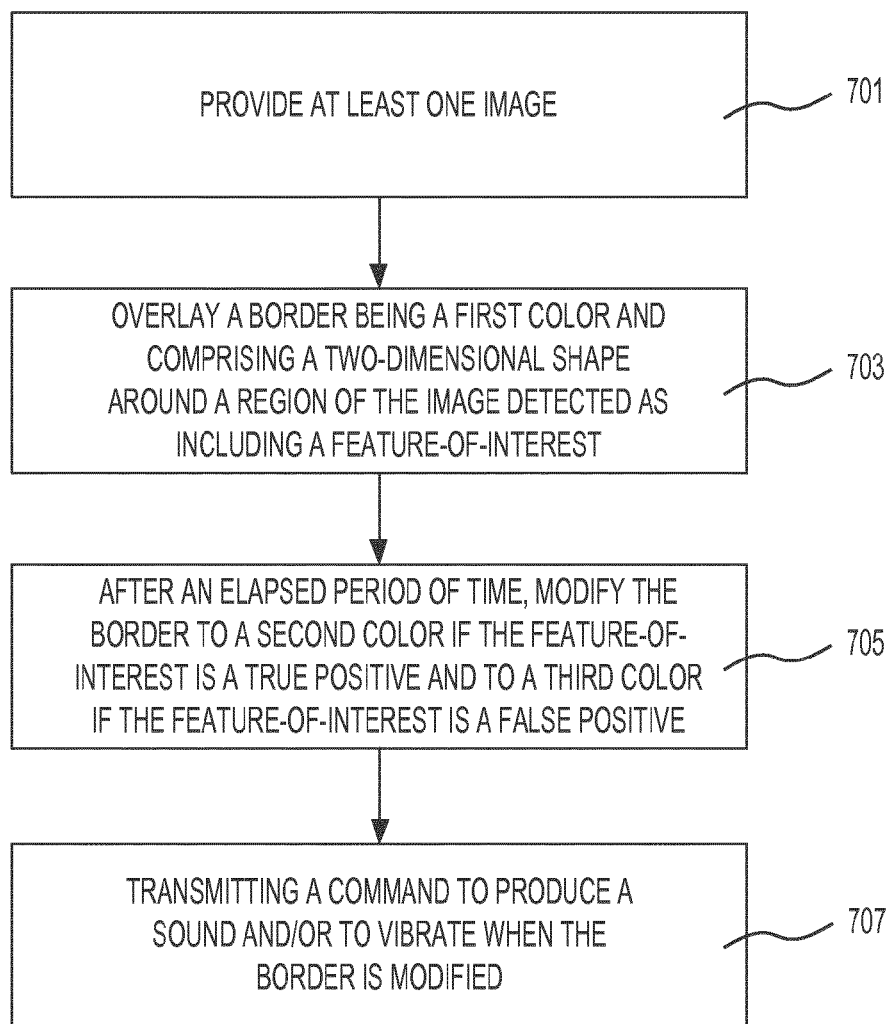 PROVIDE AT LEAST ONE IMAGE
701
OVERLAY A BORDER BEING A FIRST COLOR AND
COMPRISING A TWO-DIMENSIONAL SHAPE
AROUND A REGION OF THE IMAGE DETECTED AS
INCLUDING A FEATURE-OF-INTEREST
703
AFTER AN ELAPSED PERIOD OF TIME, MODIFY THE
BORDER TO A SECOND COLOR IF THE FEATURE-OF-
INTEREST IS A TRUE POSITIVE AND TO A THIRD COLOR
IF THE FEATURE-OF-INTEREST IS A FALSE POSITIVE
705
TRANSMITTING A COMMAND TO PRODUCE A
SOUND AND/OR TO VIBRATE WHEN THE
BORDER IS MODIFIED
707